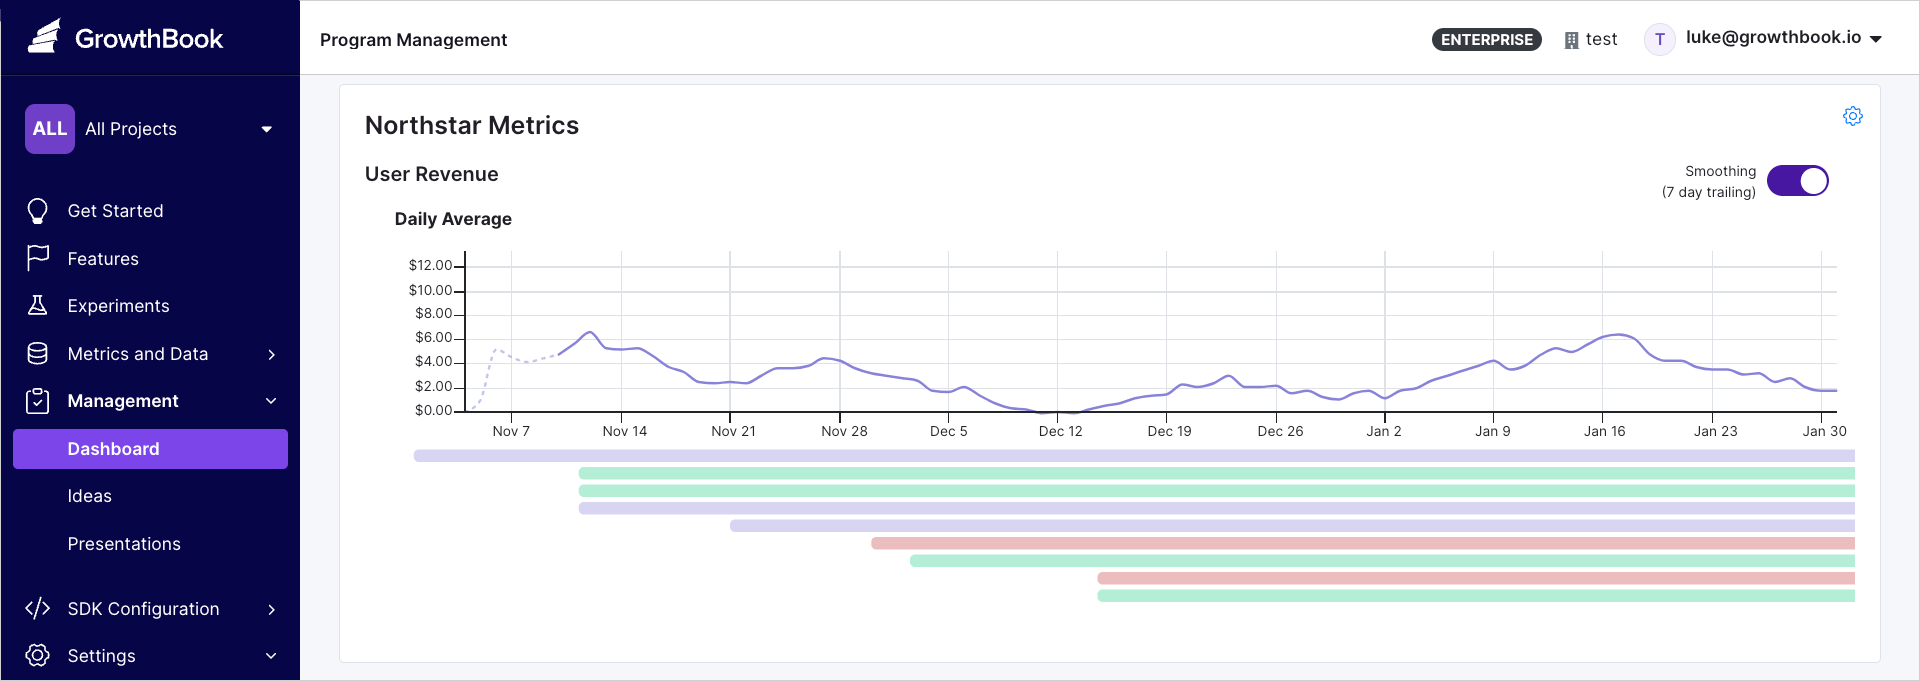 GrowthBook
Program Management
ENTERPRISE
test
T
luke@growthbook.io
ALL
All Projects
Get Started
Features
Experiments
Metrics and Data
Management
Dashboard
Ideas
Presentations
SDK Configuration
Settings
Northstar Metrics
User Revenue
Smoothing
(7 day trailing)
Daily Average
$12.00
$10.00
$8.00
$6.00
$4.00
$2.00
$0.00
Nov 7
Nov 14
Nov 21
Nov 28
Dec 5
Dec 12
Dec 19
Dec 26
Jan 2
Jan 9
Jan 16
Jan 23
Jan 30